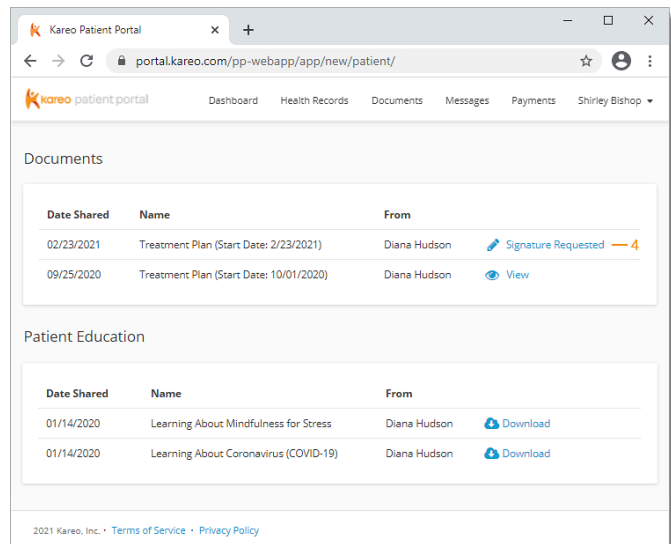 Kareo Patient Portal
portal.kareo.com/pp-webapp/app/new/patient/
kareo patient portal Dashboard Health Records Documents Messages Payments Shirley Bishop
Documents
Date Shared Name From
02/23/2021 Treatment Plan (Start Date: 2/23/2021) Diana Hudson Signature Requested 4
09/25/2020 Treatment Plan (Start Date: 10/01/2020) Diana Hudson View
Patient Education
Date Shared Name From
01/14/2020 Learning About Mindfulness for Stress Diana Hudson Download
01/14/2020 Learning About Coronavirus (COVID-19) Diana Hudson Download
2021 Kareo, Inc. • Terms of Service • Privacy Policy